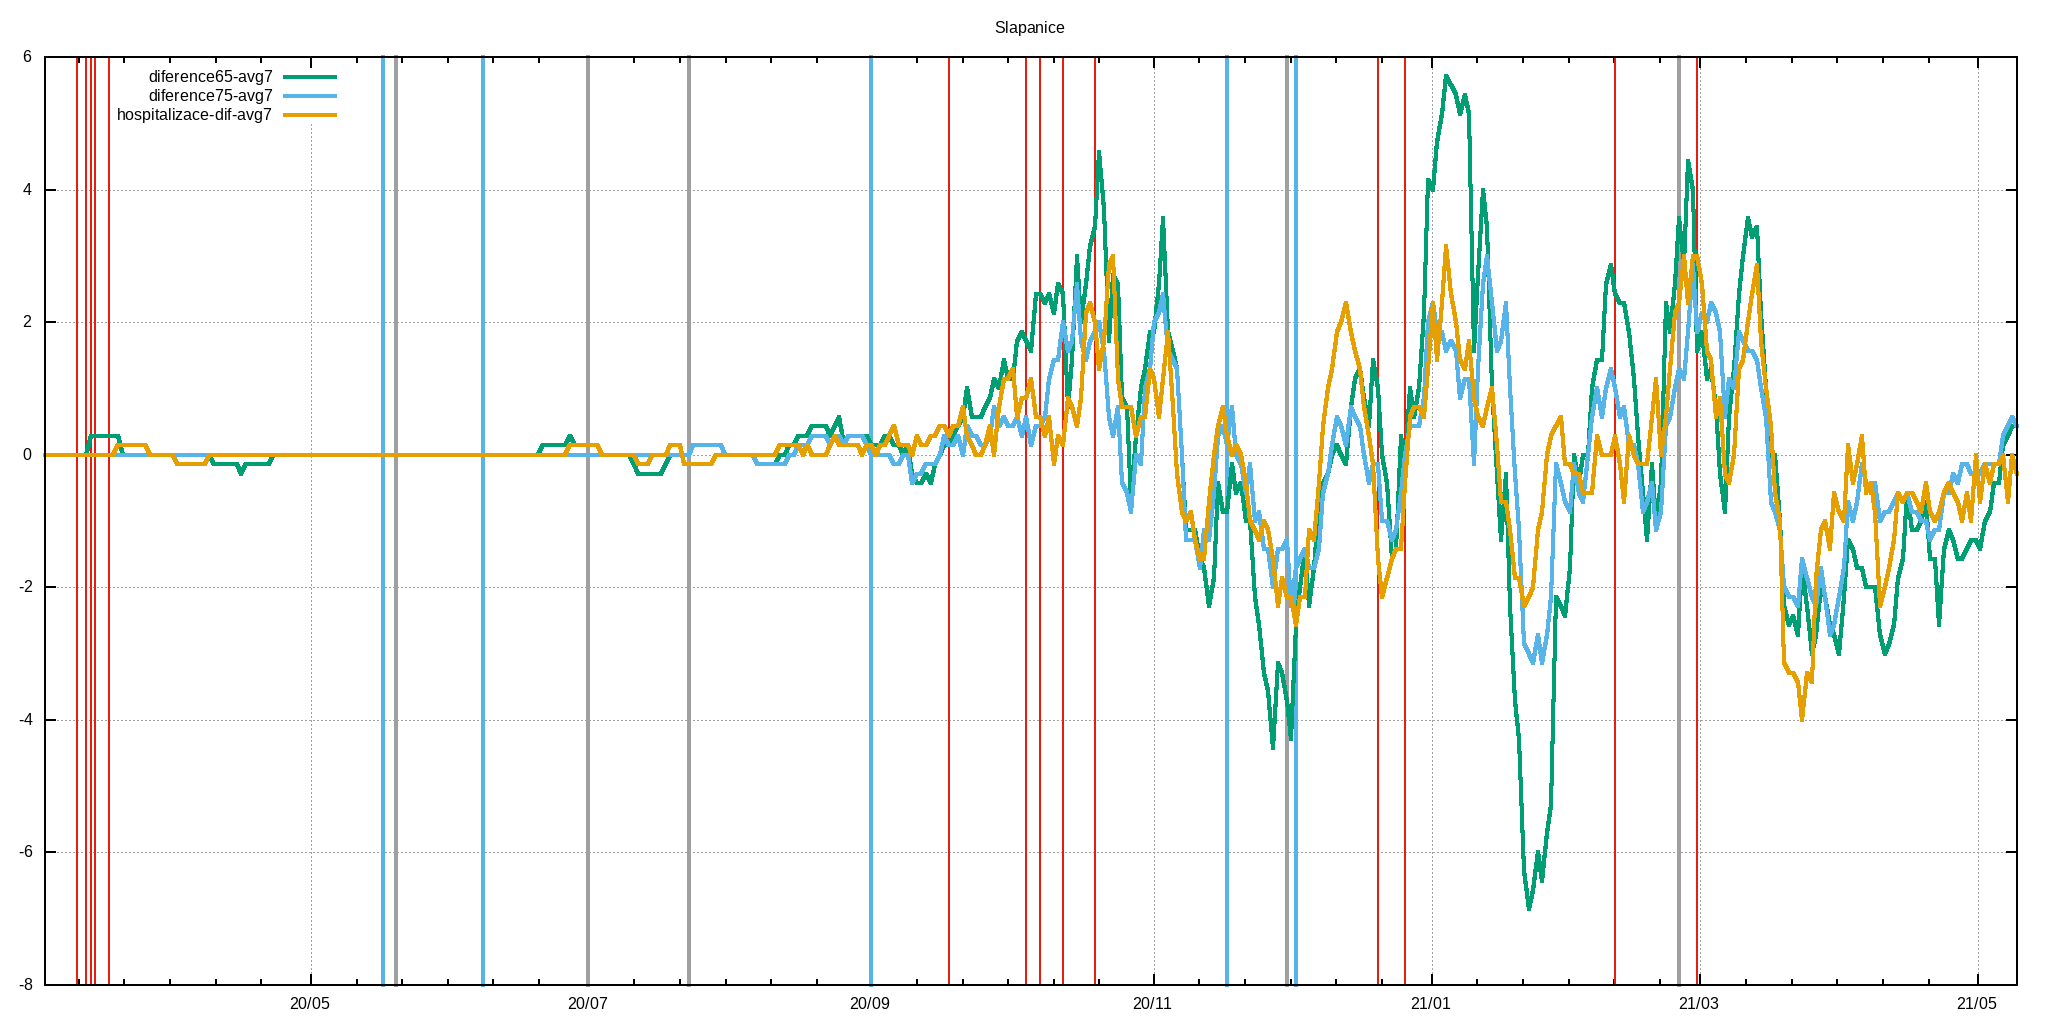 Slapanice
6
diference65-avg7
diference75-avg7
hospitalizace-dif-avg7
4
2
0
-2
-4
-6
-8
20/05 20/07 20/09 20/11 21/01 21/03 21/05